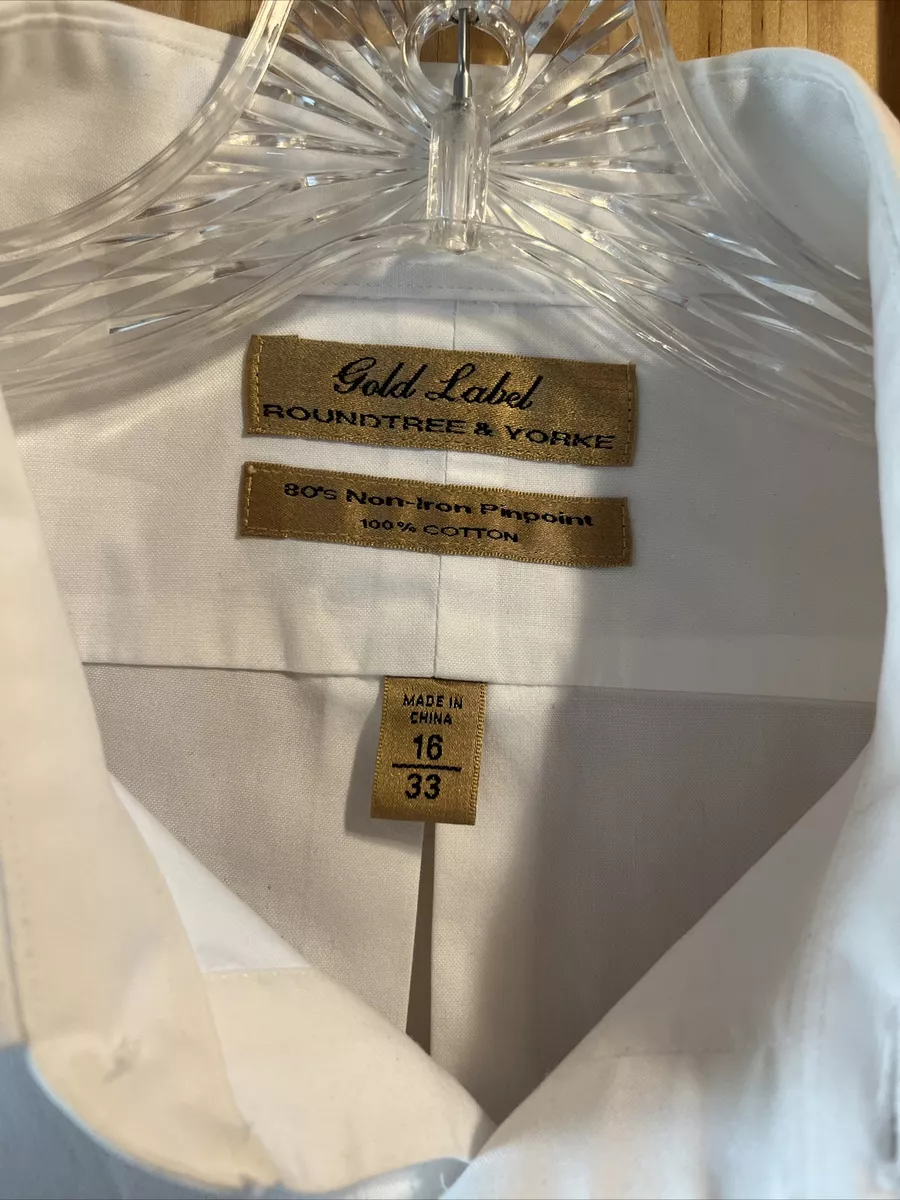 Gold Label
ROUNDTREE & YORKE
80's Non-Iron Pinpoint
100% COTTON
MADE IN
CHINA
16
33